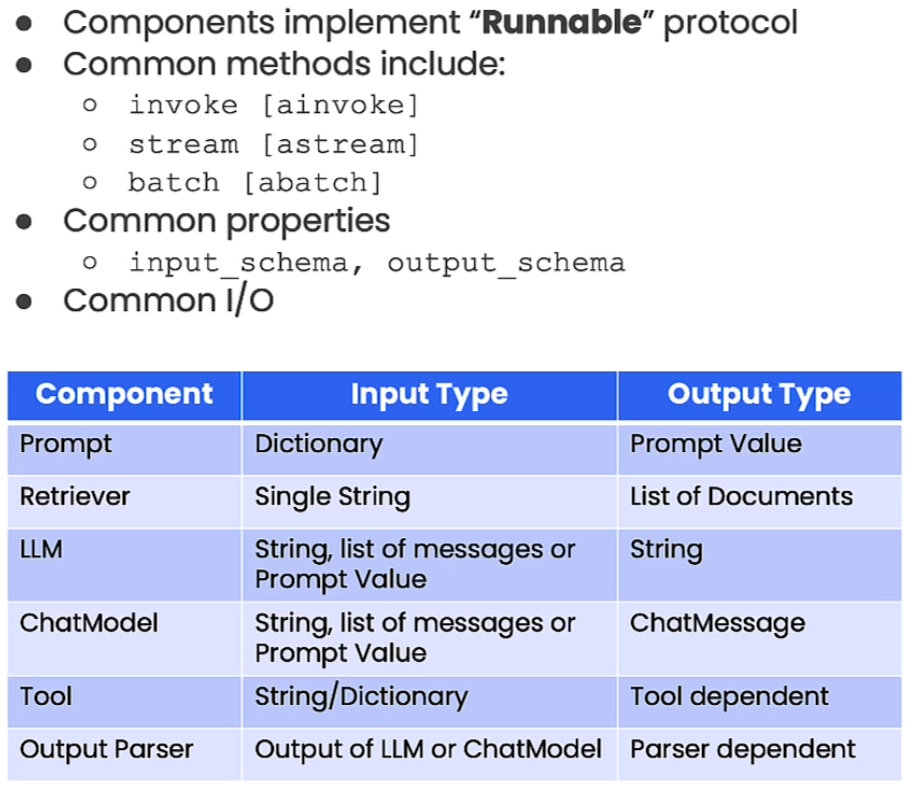 ● Components implement “Runnable” protocol
● Common methods include:
○ invoke [ainvoke]
○ stream [astream]
○ batch [abatch]
● Common properties
○ input_schema, output_schema
● Common I/O
Component Input Type Output Type
Prompt Dictionary Prompt Value
Retriever Single String List of Documents
LLM String, list of messages or String
Prompt Value
ChatModel String, list of messages or ChatMessage
Prompt Value
Tool String/Dictionary Tool dependent
Output Parser Output of LLM or ChatModel Parser dependent